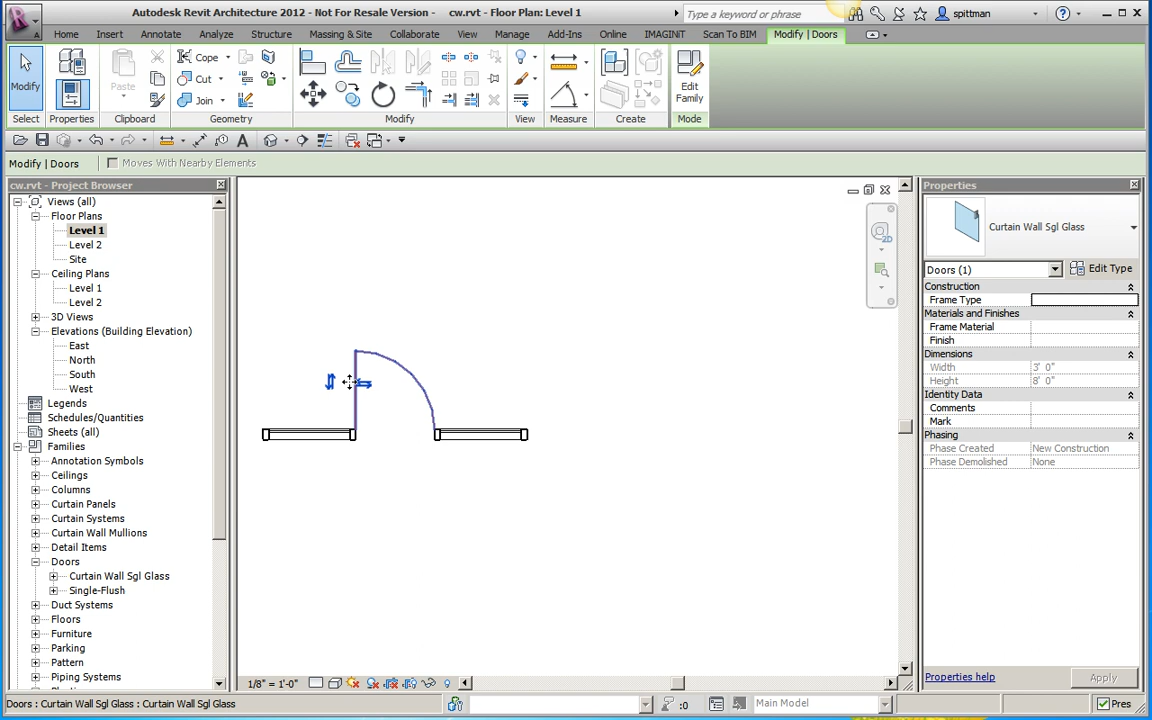 Autodesk Revit Architecture 2012 - Not For Resale Version - cw.rvt - Floor Plan: Level 1
Type a keyword or phrase
spittman
Home Insert Annotate Analyze Structure Massing & Site Collaborate View Manage Add-Ins Online IMAGINiT Scan To BIM Modify | Doors
Modify
Paste
Cope
Cut
Join
Edit
Family
Select Properties Clipboard Geometry Modify View Measure Create Mode
Modify | Doors Moves With Nearby Elements
cw.rvt - Project Browser
Views (all)
Floor Plans
Level 1
Level 2
Site
Ceiling Plans
Level 1
Level 2
3D Views
Elevations (Building Elevation)
East
North
South
West
Legends
Schedules/Quantities
Sheets (all)
Families
Annotation Symbols
Ceilings
Columns
Curtain Panels
Curtain Systems
Curtain Wall Mullions
Detail Items
Doors
Curtain Wall Sgl Glass
Single-Flush
Duct Systems
Floors
Furniture
Parking
Pattern
Piping Systems
2D
Properties
Curtain Wall Sgl Glass
Doors (1) Edit Type
Construction
Frame Type
Materials and Finishes
Frame Material
Finish
Dimensions
Width 3' 0"
Height 8' 0"
Identity Data
Comments
Mark
Phasing
Phase Created New Construction
Phase Demolished None
Properties help Apply
1/8" = 1'-0"
Doors : Curtain Wall Sgl Glass : Curtain Wall Sgl Glass :0 Main Model Pres